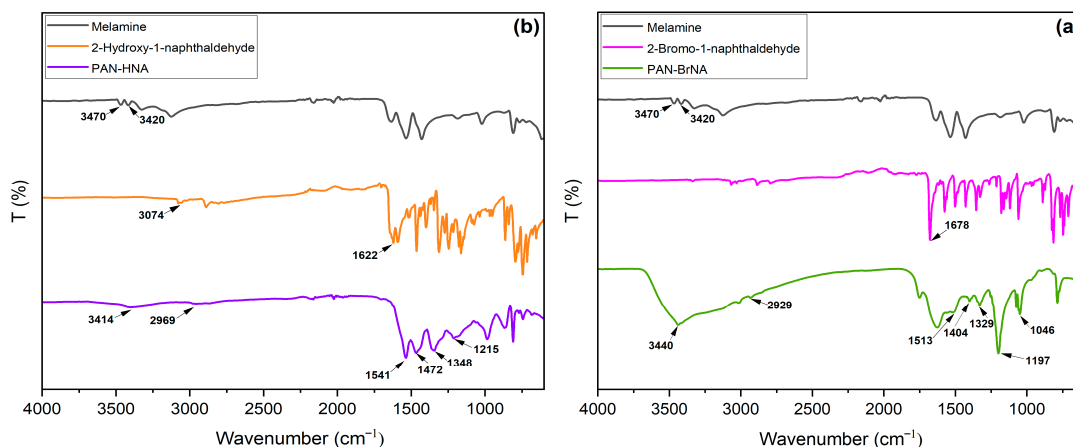 (b)
Melamine
2-Hydroxy-1-naphthaldehyde
PAN-HNA
3470
3420
3074
1622
3414
2969
1541
1472
1348
1215
T (%)
4000 3500 3000 2500 2000 1500 1000
Wavenumber (cm⁻¹)
(a
Melamine
2-Bromo-1-naphthaldehyde
PAN-BrNA
3470
3420
1678
3440
2929
1513
1404
1329
1197
1046
T (%)
4000 3500 3000 2500 2000 1500 1000
Wavenumber (cm⁻¹)